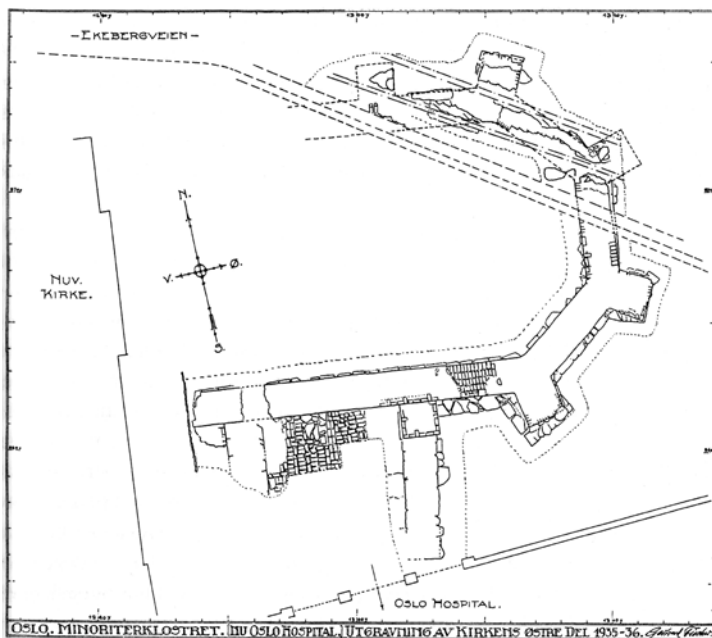 -EKEBERGVEIEN-
N.
V.
Ø.
S.
NUV.
KIRKE.
OSLO HOSPITAL.
OSLO. MINORITERKLOSTRET. NU OSLO HOSPITAL. UTGRAVNING AV KIRKENS ØSTRE DEL 1935-36.